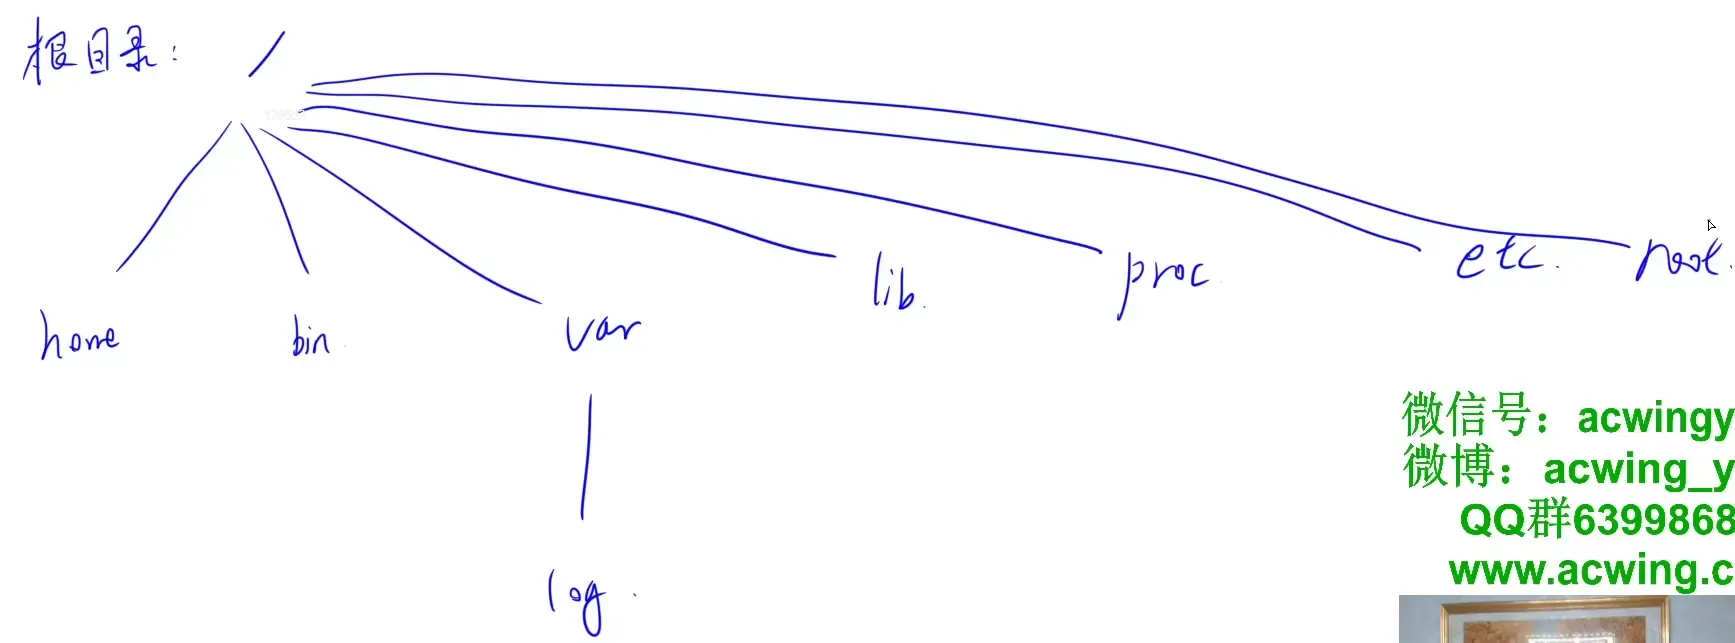 根目录： /
home bin var lib. proc etc. root.
log.
微信号：acwingy
微博：acwing_y
QQ群6399868
www.acwing.c